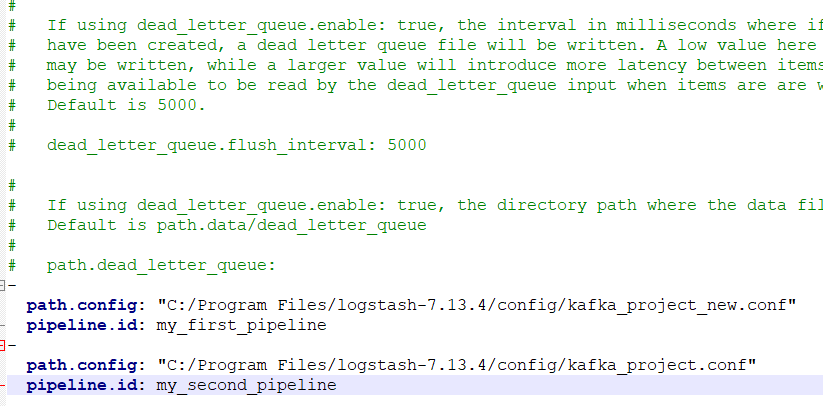 #
# If using dead_letter_queue.enable: true, the interval in milliseconds where if
# have been created, a dead letter queue file will be written. A low value here
# may be written, while a larger value will introduce more latency between items
# being available to be read by the dead_letter_queue input when items are are w
# Default is 5000.
#
# dead_letter_queue.flush_interval: 5000
#
# If using dead_letter_queue.enable: true, the directory path where the data fil
# Default is path.data/dead_letter_queue
#
# path.dead_letter_queue:
-
path.config: "C:/Program Files/logstash-7.13.4/config/kafka_project_new.conf"
pipeline.id: my_first_pipeline
-
path.config: "C:/Program Files/logstash-7.13.4/config/kafka_project.conf"
pipeline.id: my_second_pipeline